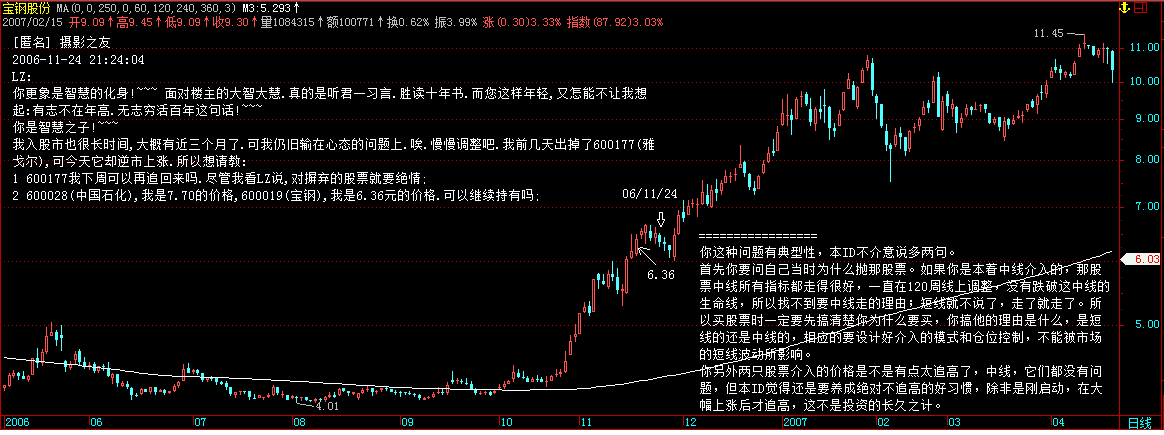 宝钢股份 MA(0,0,250,0,60,120,240,360,3) M3:5.293↑
2007/02/15 开9.09↑高9.45↑低9.09↑收9.30↑量1084315↑额100771↑换0.62% 振3.99% 涨(0.30)3.33% 指数(87.92)3.03%
[匿名] 摄影之友
2006-11-24 21:24:04
LZ:
你更象是智慧的化身!~~~ 面对楼主的大智大慧.真的是听君一习言.胜读十年书.而您这样年轻,又怎能不让我想
起:有志不在年高.无志穷活百年这句话!~~~
你是智慧之子!~~~
我入股市也很长时间,大概有近三个月了.可我仍旧输在心态的问题上.唉.慢慢调整吧.我前几天出掉了600177(雅
戈尔),可今天它却逆市上涨.所以想请教:
1 600177我下周可以再追回来吗.尽管我看LZ说,对摒弃的股票就要绝情;
2 600028(中国石化),我是7.70的价格,600019(宝钢),我是6.36元的价格.可以继续持有吗;
06/11/24
6.36
4.01
11.45
=================
你这种问题有典型性，本ID不介意说多两句。
首先你要问自己当时为什么抛那股票。如果你是本着中线介入的，那股
票中线所有指标都走得很好，一直在120周线上调整，没有跌破这中线的
生命线，所以找不到要中线走的理由；短线就不说了，走了就走了。所
以买股票时一定要先搞清楚你为什么要买，你搞他的理由是什么，是短
线的还是中线的，相应的要设计好介入的模式和仓位控制，不能被市场
的短线波动所影响。
你另外两只股票介入的价格是不是有点太追高了，中线，它们都没有问
题，但本ID觉得还是要养成绝对不追高的好习惯，除非是刚启动，在大
幅上涨后才追高，这不是投资的长久之计。
11.00
10.00
9.00
8.00
7.00
6.03
5.00
2006 06 07 08 09 10 11 12 2007 02 03 04 日线